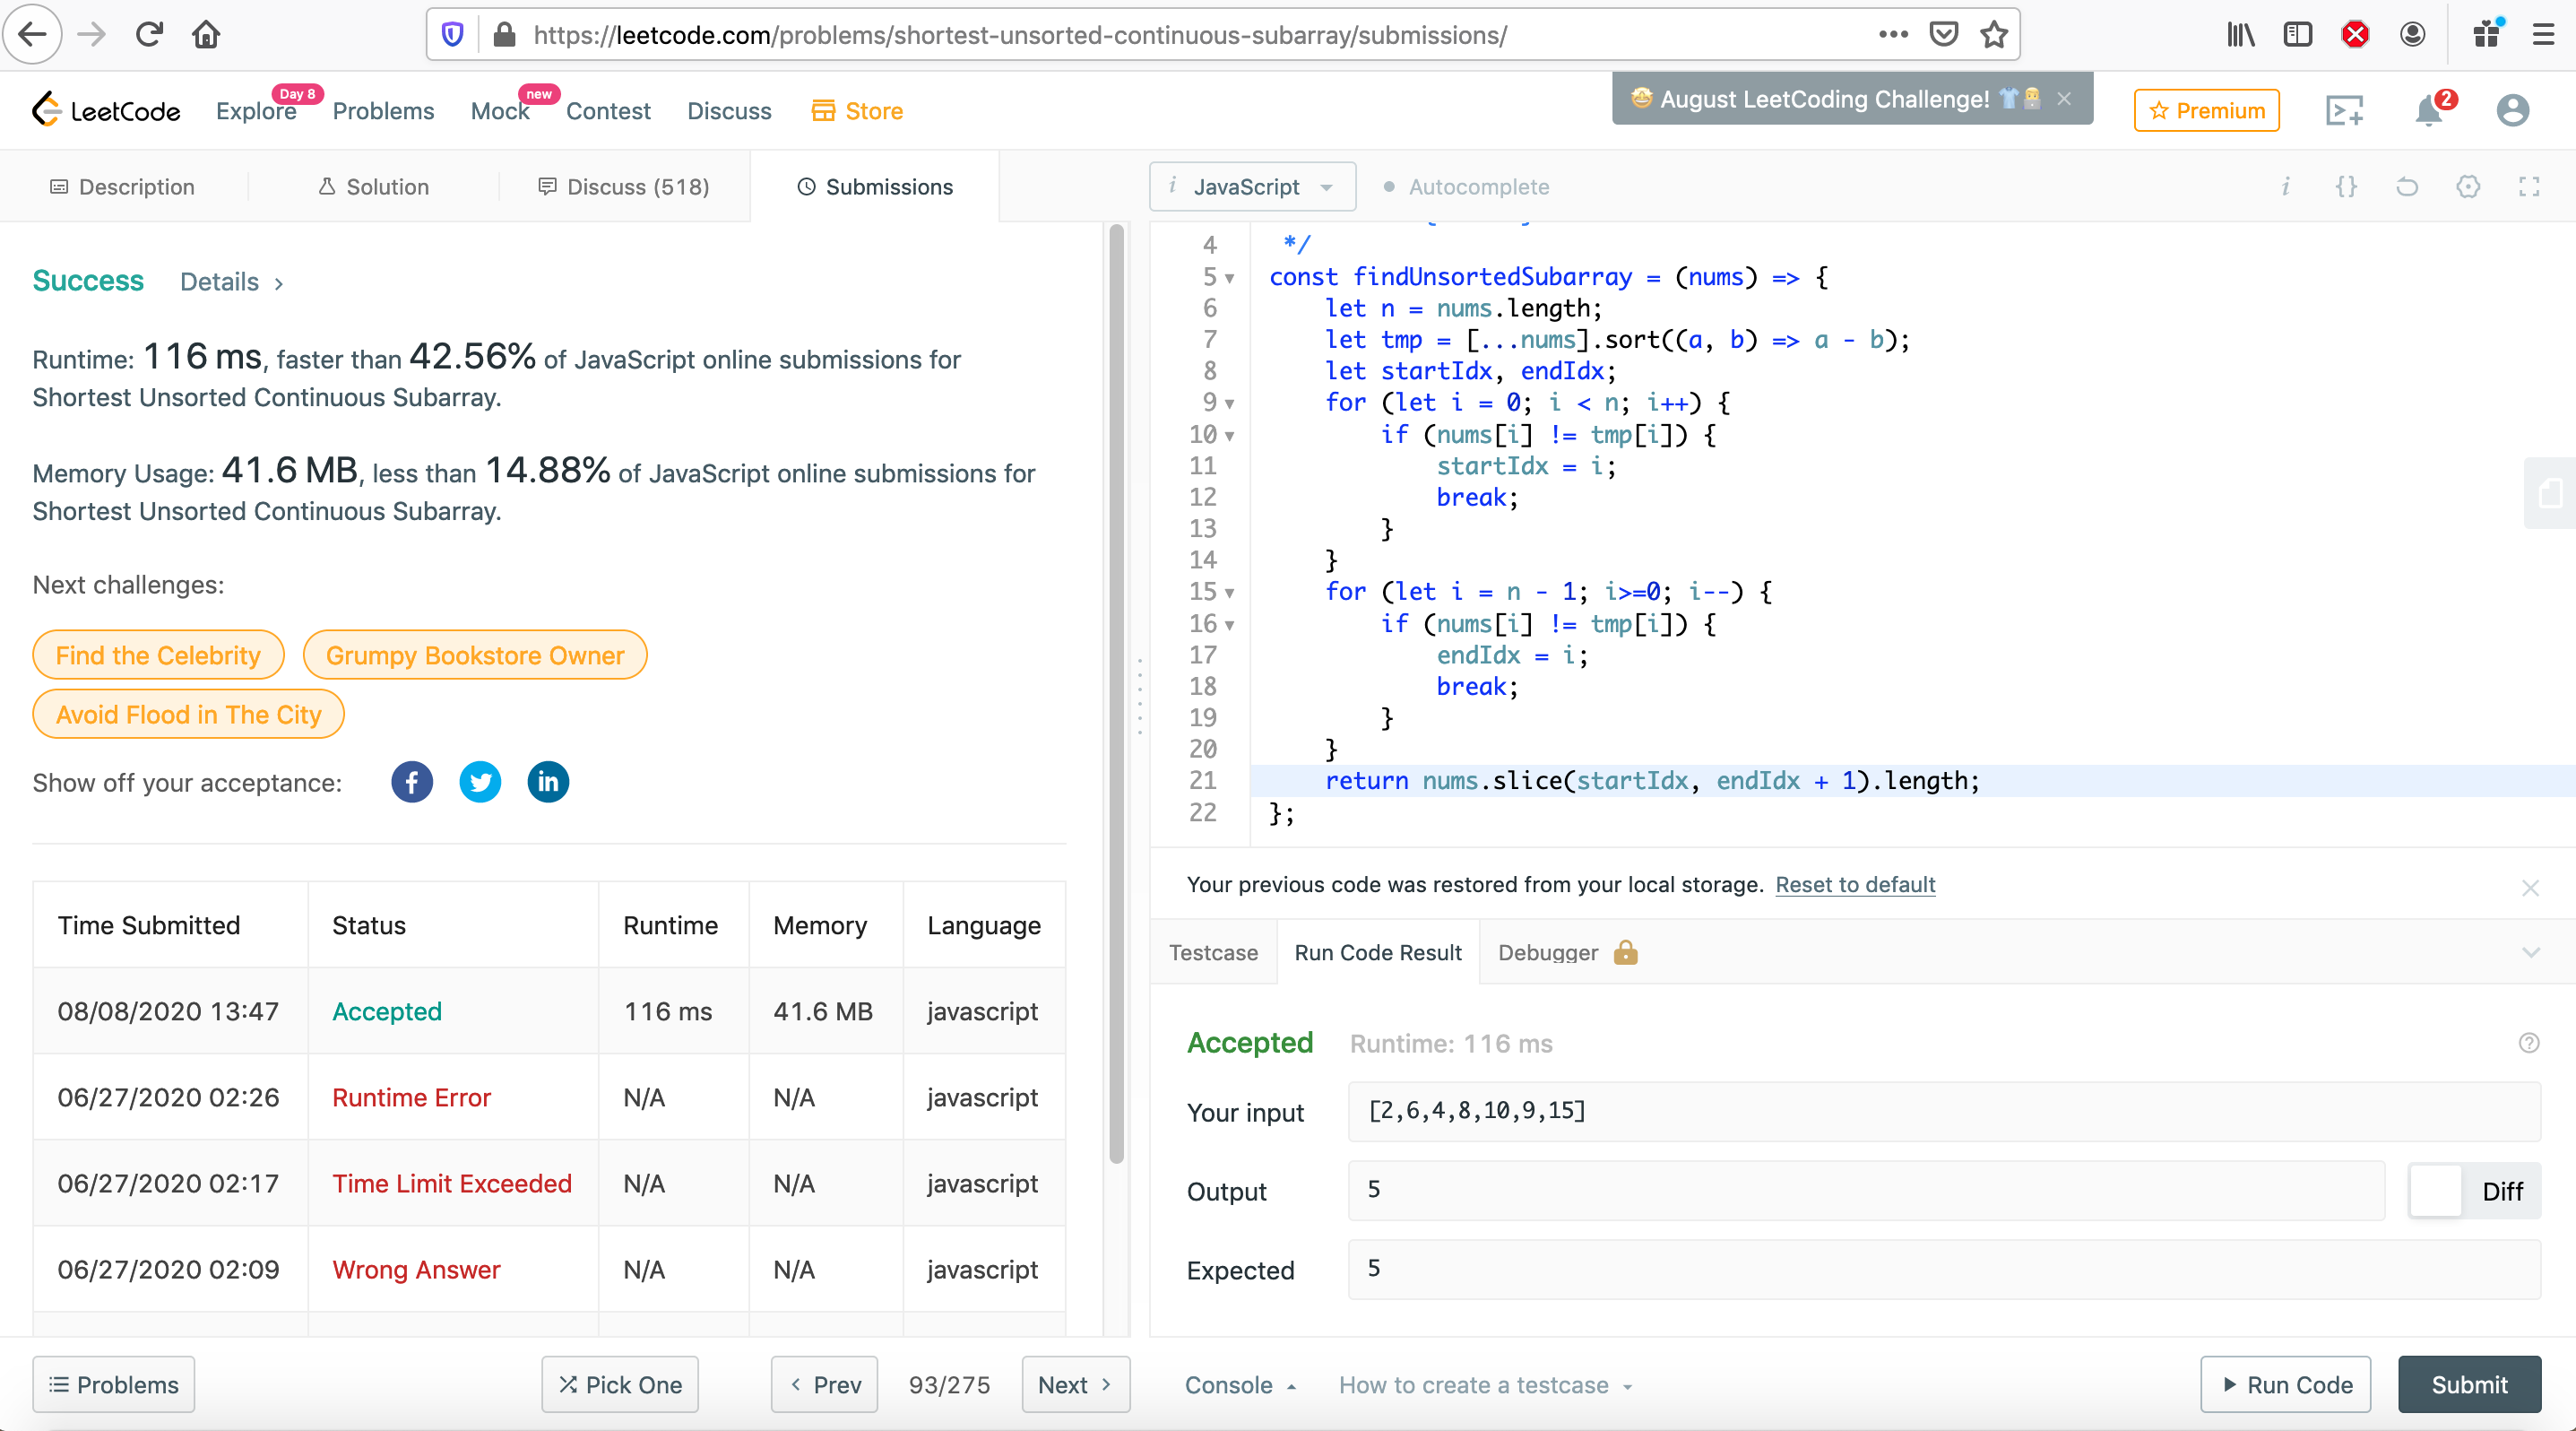 https://leetcode.com/problems/shortest-unsorted-continuous-subarray/submissions/
LeetCode
Explore
Day 8
Problems
Mock
new
Contest
Discuss
Store
August LeetCoding Challenge!
Premium
2
Description
Solution
Discuss (518)
Submissions
Success
Details
Runtime: 116 ms, faster than 42.56% of JavaScript online submissions for
Shortest Unsorted Continuous Subarray.
Memory Usage: 41.6 MB, less than 14.88% of JavaScript online submissions for
Shortest Unsorted Continuous Subarray.
Next challenges:
Find the Celebrity
Grumpy Bookstore Owner
Avoid Flood in The City
Show off your acceptance:
Time Submitted Status Runtime Memory Language
08/08/2020 13:47 Accepted 116 ms 41.6 MB javascript
06/27/2020 02:26 Runtime Error N/A N/A javascript
06/27/2020 02:17 Time Limit Exceeded N/A N/A javascript
06/27/2020 02:09 Wrong Answer N/A N/A javascript
Problems
Pick One
Prev
93/275
Next
JavaScript
Autocomplete
4 */
5 const findUnsortedSubarray = (nums) => {
6 let n = nums.length;
7 let tmp = [...nums].sort((a, b) => a - b);
8 let startIdx, endIdx;
9 for (let i = 0; i < n; i++) {
10 if (nums[i] != tmp[i]) {
11 startIdx = i;
12 break;
13 }
14 }
15 for (let i = n - 1; i>=0; i--) {
16 if (nums[i] != tmp[i]) {
17 endIdx = i;
18 break;
19 }
20 }
21 return nums.slice(startIdx, endIdx + 1).length;
22 };
Your previous code was restored from your local storage. Reset to default
Testcase
Run Code Result
Debugger
Accepted Runtime: 116 ms
Your input [2,6,4,8,10,9,15]
Output 5 Diff
Expected 5
Console
How to create a testcase
Run Code
Submit